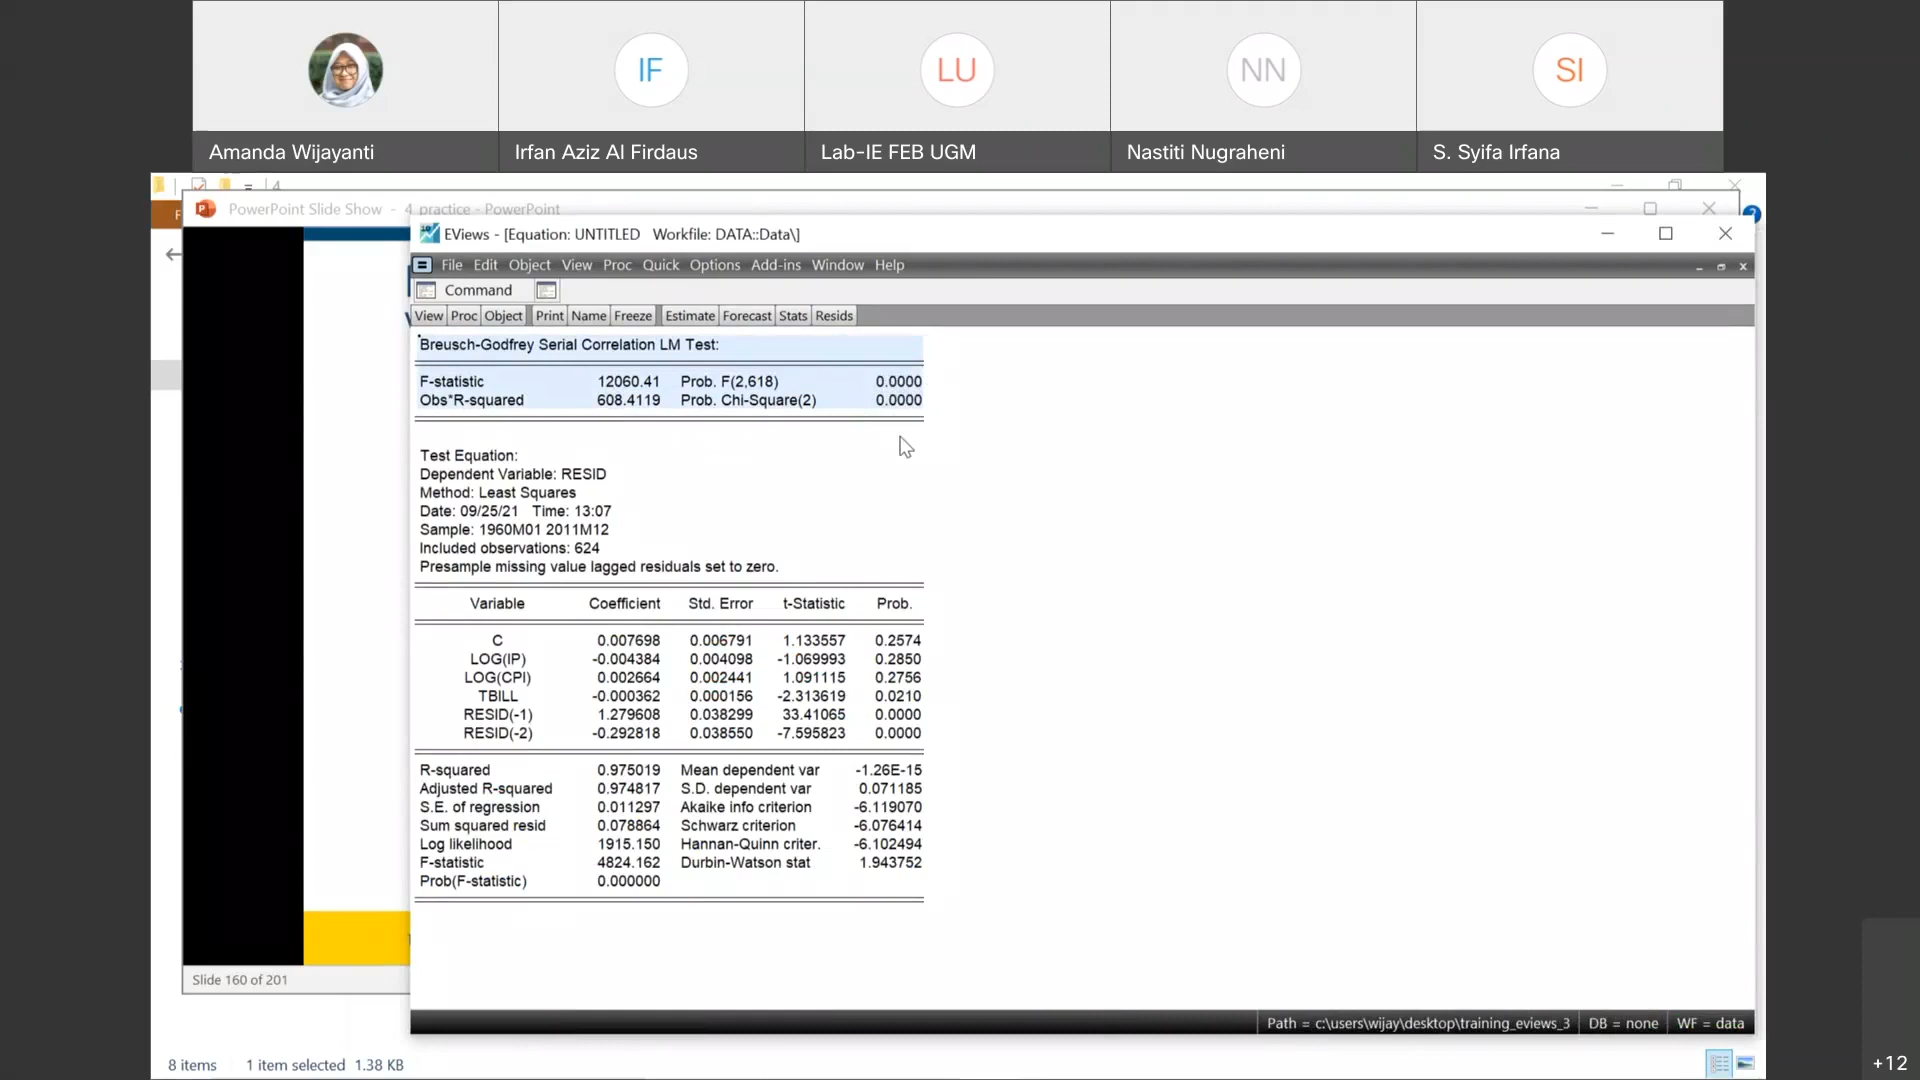 IF
LU
NN
SI
Amanda Wijayanti
Irfan Aziz Al Firdaus
Lab-IE FEB UGM
Nastiti Nugraheni
S. Syifa Irfana
4
PowerPoint Slide Show - 4_practice - PowerPoint
EViews - [Equation: UNTITLED Workfile: DATA::Data\]
File Edit Object View Proc Quick Options Add-ins Window Help
Command
View Proc Object Print Name Freeze Estimate Forecast Stats Resids
Breusch-Godfrey Serial Correlation LM Test:
F-statistic 12060.41 Prob. F(2,618) 0.0000
Obs*R-squared 608.4119 Prob. Chi-Square(2) 0.0000
Test Equation:
Dependent Variable: RESID
Method: Least Squares
Date: 09/25/21 Time: 13:07
Sample: 1960M01 2011M12
Included observations: 624
Presample missing value lagged residuals set to zero.
Variable Coefficient Std. Error t-Statistic Prob.
C 0.007698 0.006791 1.133557 0.2574
LOG(IP) -0.004384 0.004098 -1.069993 0.2850
LOG(CPI) 0.002664 0.002441 1.091115 0.2756
TBILL -0.000362 0.000156 -2.313619 0.0210
RESID(-1) 1.279608 0.038299 33.41065 0.0000
RESID(-2) -0.292818 0.038550 -7.595823 0.0000
R-squared 0.975019 Mean dependent var -1.26E-15
Adjusted R-squared 0.974817 S.D. dependent var 0.071185
S.E. of regression 0.011297 Akaike info criterion -6.119070
Sum squared resid 0.078864 Schwarz criterion -6.076414
Log likelihood 1915.150 Hannan-Quinn criter. -6.102494
F-statistic 4824.162 Durbin-Watson stat 1.943752
Prob(F-statistic) 0.000000
Slide 160 of 201
Path = c:\users\wijay\desktop\training_eviews_3 DB = none WF = data
8 items 1 item selected 1.38 KB
+12